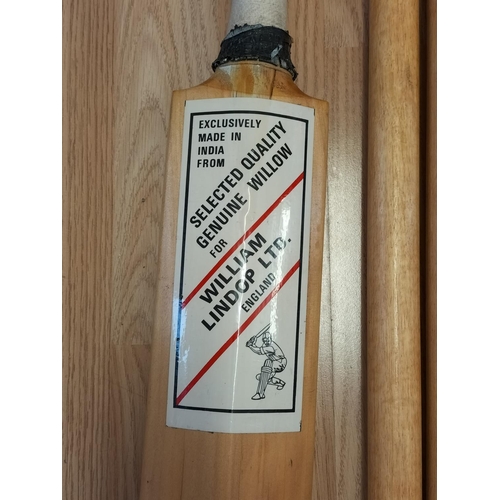 EXCLUSIVELY
MADE IN
INDIA
FROM
SELECTED QUALITY
GENUINE WILLOW
FOR
WILLIAM
LINDOP LTD.
ENGLAND